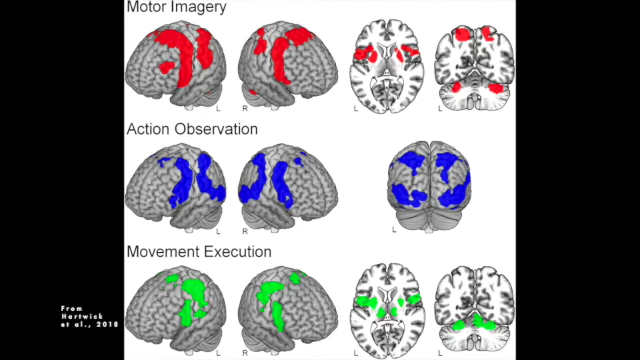 Motor Imagery
L
R
L
L
Action Observation
L
R
L
Movement Execution
L
R
L
L
From
Hartwick
et al., 2018